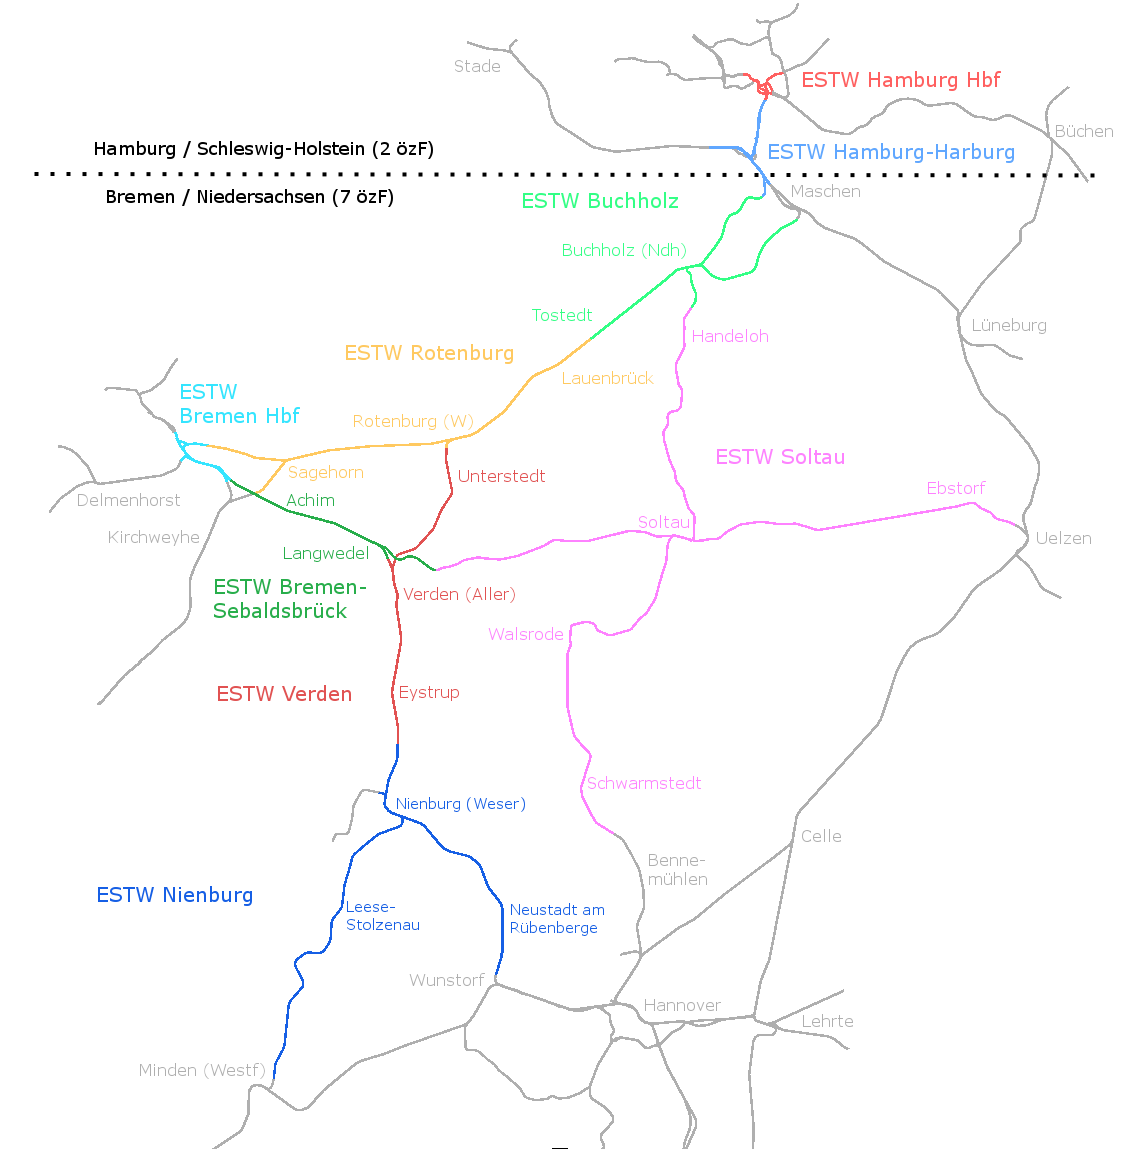 Stade
ESTW Hamburg Hbf
Büchen
Hamburg / Schleswig-Holstein (2 özF)
ESTW Hamburg-Harburg
Bremen / Niedersachsen (7 özF)
ESTW Buchholz
Maschen
Buchholz (Ndh)
Tostedt
Handeloh
Lüneburg
ESTW Rotenburg
Lauenbrück
ESTW
Bremen Hbf
Rotenburg (W)
ESTW Soltau
Sagehorn
Unterstedt
Ebstorf
Delmenhorst
Achim
Soltau
Kirchweyhe
Uelzen
Langwedel
ESTW Bremen-
Sebaldsbrück
Verden (Aller)
Walsrode
ESTW Verden
Eystrup
Schwarmstedt
Nienburg (Weser)
Celle
Benne-
mühlen
ESTW Nienburg
Leese-
Stolzenau
Neustadt am
Rübenberge
Wunstorf
Hannover
Lehrte
Minden (Westf)